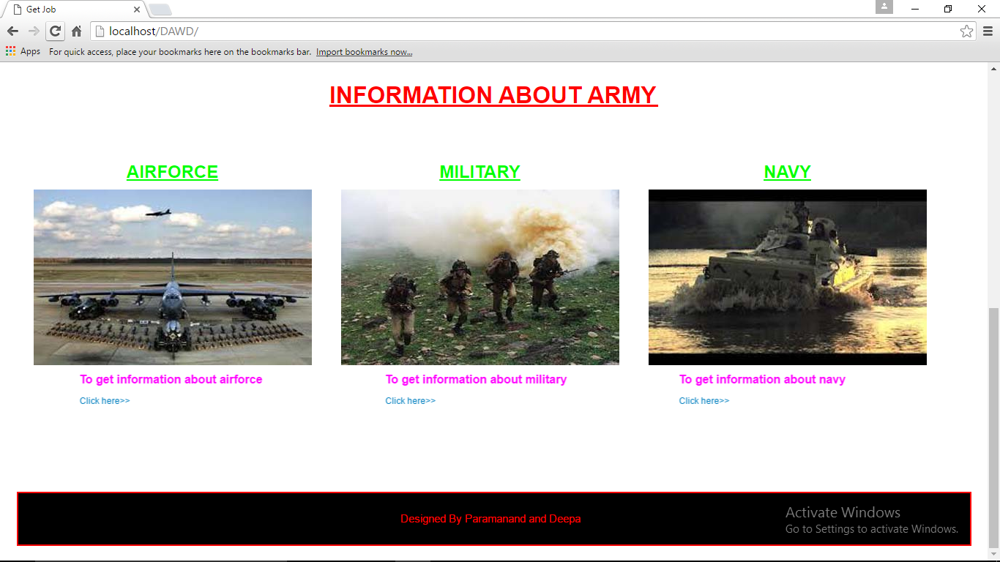 Get Job
localhost/DAWD/
Apps For quick access, place your bookmarks here on the bookmarks bar. Import bookmarks now...
INFORMATION ABOUT ARMY
AIRFORCE MILITARY NAVY
To get information about airforce To get information about military To get information about navy
Click here>> Click here>> Click here>>
Designed By Paramanand and Deepa
Activate Windows
Go to Settings to activate Windows.